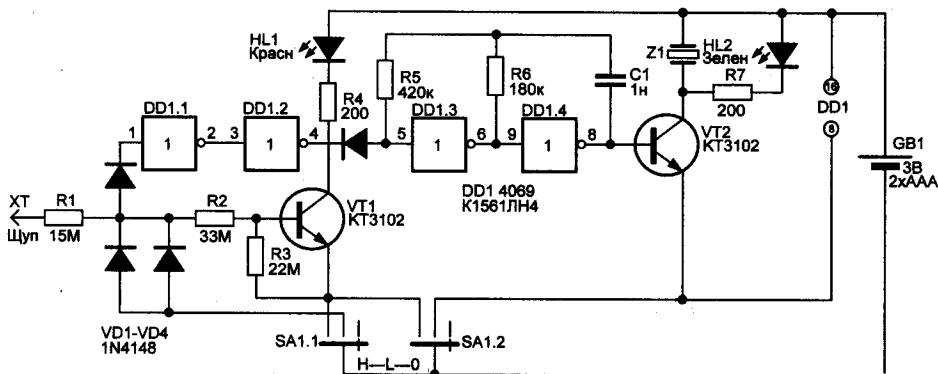 HL1
Красн
R5
420к
R6
180к
C1
1н
Z1
HL2
Зелен
R7
200
16
DD1
8
R4
200
DD1.1
DD1.2
DD1.3
DD1.4
1
1
2
3
1
4
5
1
6
9
1
8
VT2
КТ3102
GB1
3В
2хААА
DD1 4069
К1561ЛН4
ХТ
Щуп
R1
15М
R2
33М
VT1
КТ3102
R3
22М
VD1-VD4
1N4148
SA1.1
SA1.2
H—L—0